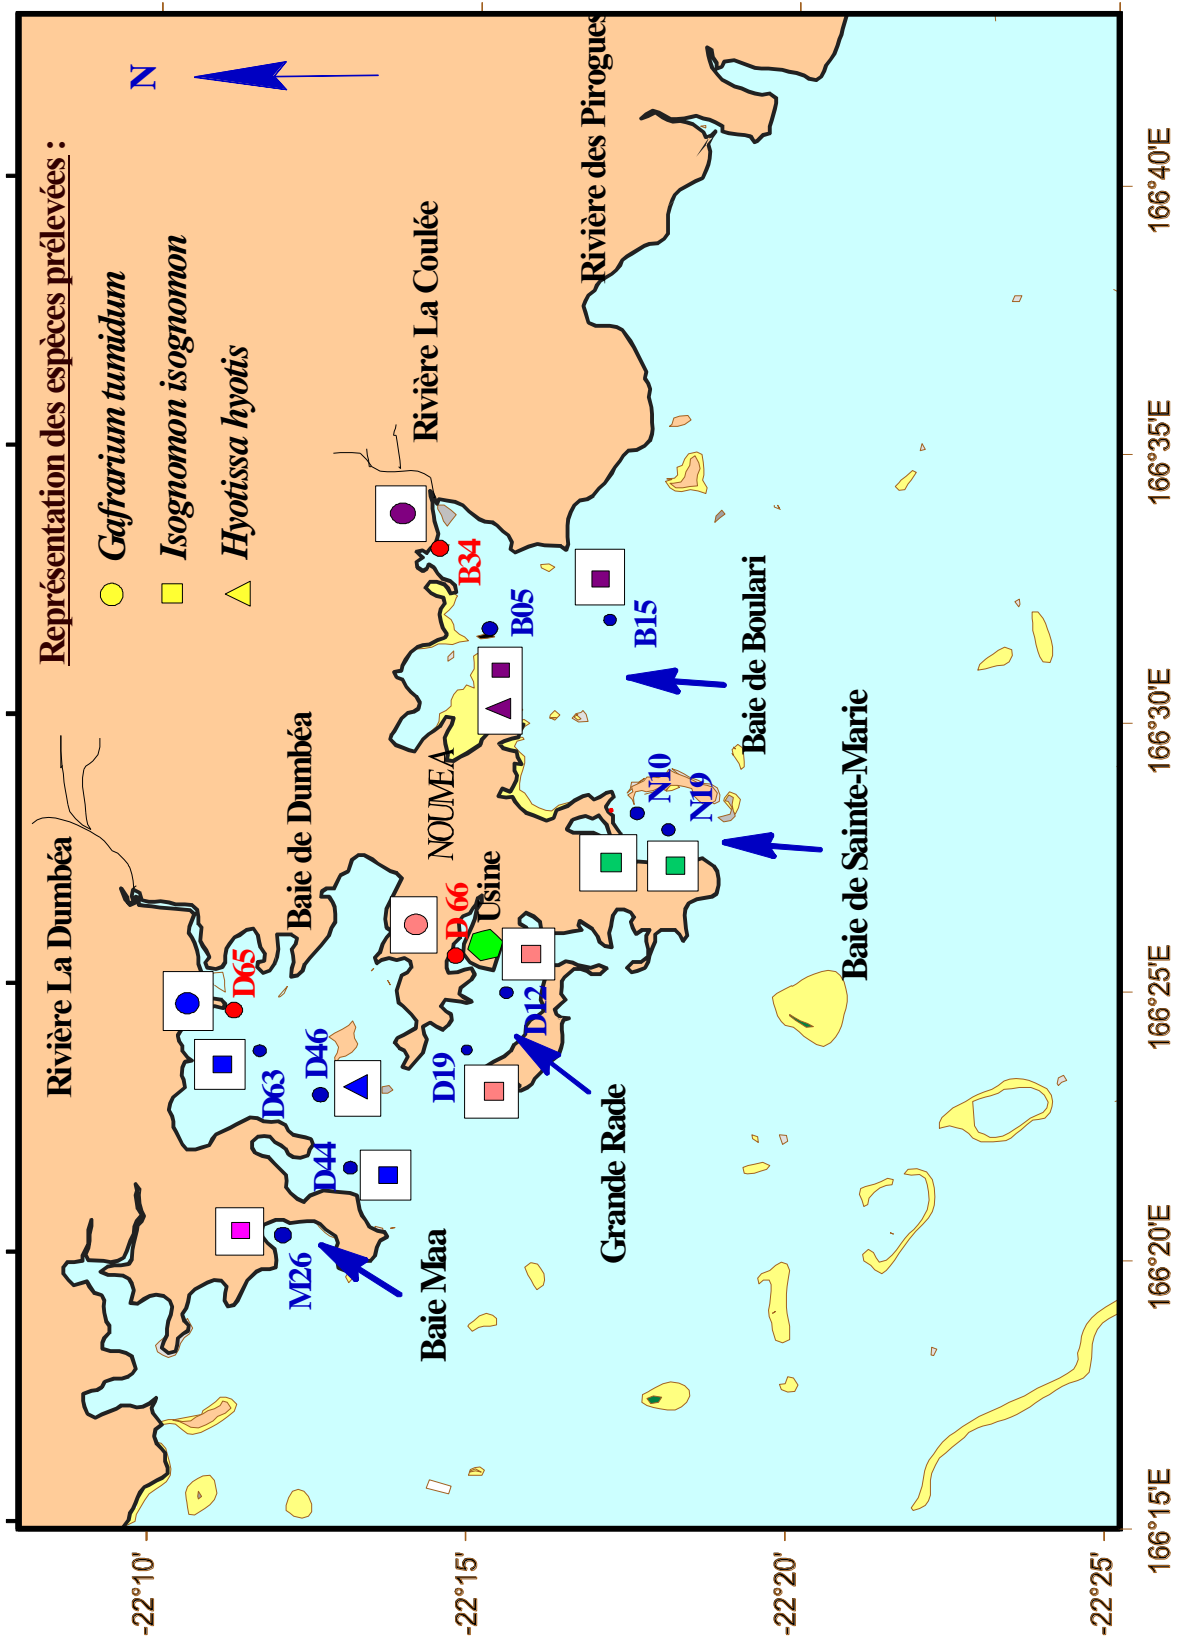 Représentation des espèces prélevées :
Gafrarium tumidum
Isognomon isognomon
Hyotissa hyotis
N
Rivière La Dumbéa
Baie de Dumbéa
Rivière La Coulée
Rivière des Pirogues
NOUMEA
Usine
D65
D63
D46
D44
M26
D 66
D12
D19
B34
B05
B15
N10
N19
Baie Maa
Grande Rade
Baie de Sainte-Marie
Baie de Boulari
-22°10'
-22°15'
-22°20'
-22°25'
166°15'E
166°20'E
166°25'E
166°30'E
166°35'E
166°40'E